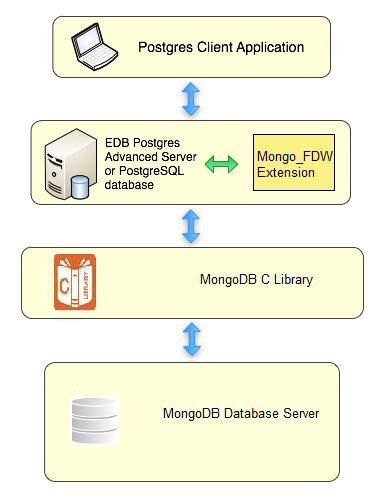 Postgres Client Application
EDB Postgres
Advanced Server
or PostgreSQL
database
Mongo_FDW
Extension
C
LIBRARY
MongoDB C Library
MongoDB Database Server